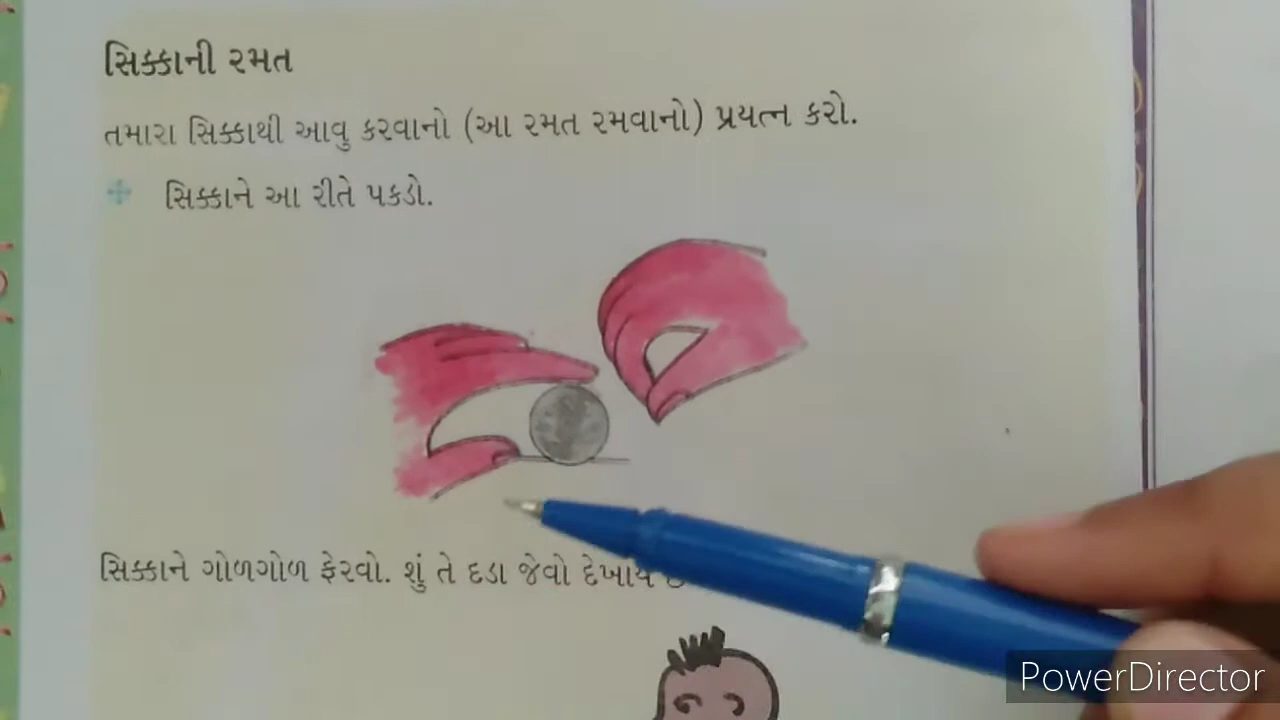 સિક્કાની રમત
તમારા સિક્કાથી આવુ કરવાનો (આ રમત રમવાનો) પ્રયત્ન કરો.
સિક્કાને આ રીતે પકડો.
સિક્કાને ગોળગોળ ફેરવો. શું તે દડા જેવો દેખાય
PowerDirector